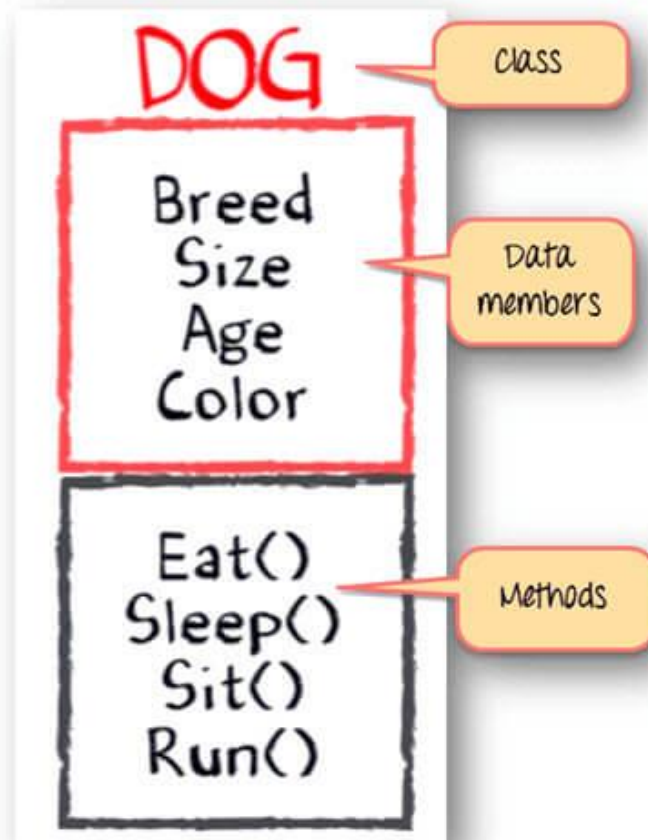 DOG
Class
Breed
Size
Age
Color
Data
members
Eat()
Sleep()
Sit()
Run()
Methods